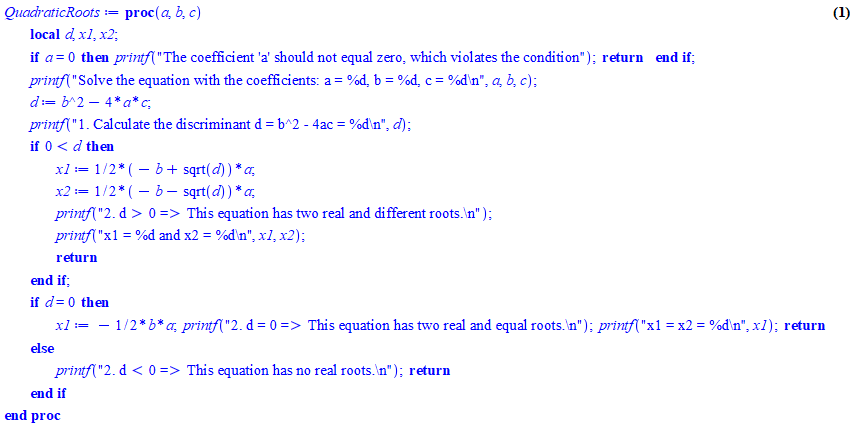 QuadraticRoots := proc(a, b, c) (1)
local d, x1, x2;
if a = 0 then printf("The coefficient 'a' should not equal zero, which violates the condition"); return end if;
printf("Solve the equation with the coefficients: a = %d, b = %d, c = %d\n", a, b, c);
d := b^2 − 4*a*c;
printf("1. Calculate the discriminant d = b^2 - 4ac = %d\n", d);
if 0 < d then
x1 := 1/2*( − b + sqrt(d))*a;
x2 := 1/2*( − b − sqrt(d))*a;
printf("2. d > 0 => This equation has two real and different roots.\n");
printf("x1 = %d and x2 = %d\n", x1, x2);
return
end if;
if d = 0 then
x1 := − 1/2*b*a; printf("2. d = 0 => This equation has two real and equal roots.\n"); printf("x1 = x2 = %d\n", x1); return
else
printf("2. d < 0 => This equation has no real roots.\n"); return
end if
end proc